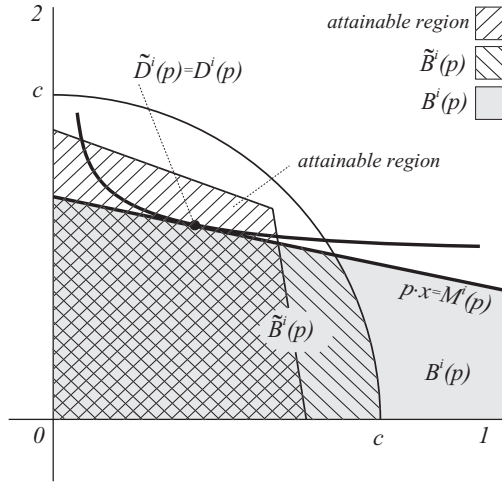 2
attainable region
B̃ⁱ(p)
Bⁱ(p)
D̃ⁱ(p)=Dⁱ(p)
c
attainable region
p·x=Mⁱ(p)
B̃ⁱ(p)
Bⁱ(p)
0
c
1